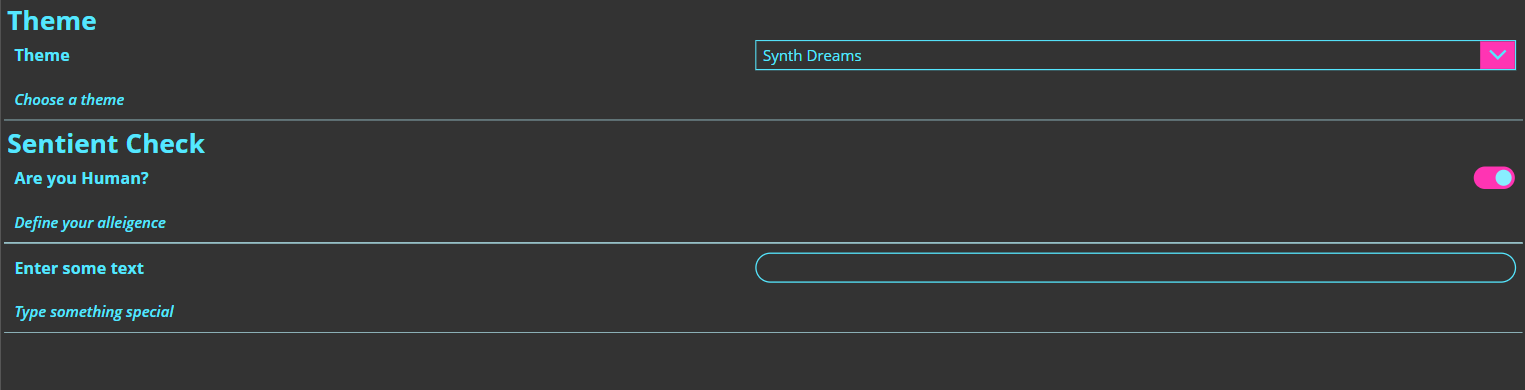 Theme
Theme
Synth Dreams
Choose a theme
Sentient Check
Are you Human?
Define your alleigence
Enter some text
Type something special